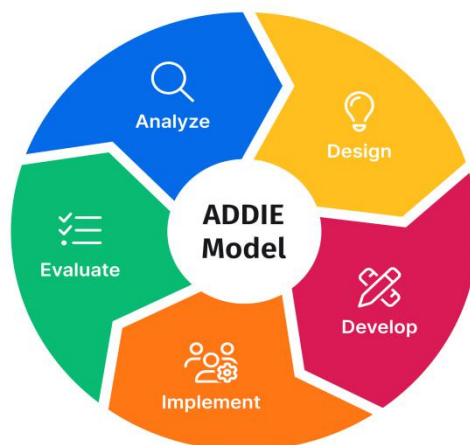 Analyze
Design
ADDIE
Model
Evaluate
Develop
Implement